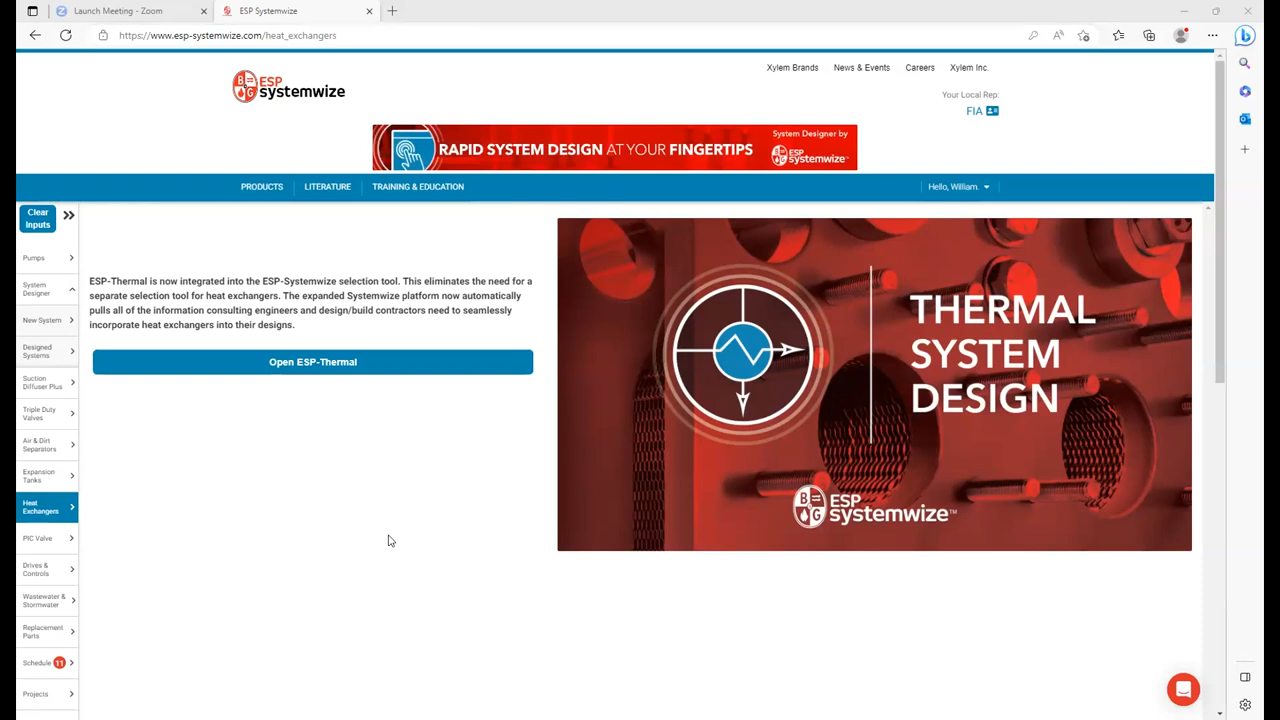 Launch Meeting - Zoom
ESP Systemwize
https://www.esp-systemwize.com/heat_exchangers
Xylem Brands
News & Events
Careers
Xylem Inc.
B&G ESP
systemwize
Your Local Rep:
FIA
RAPID SYSTEM DESIGN AT YOUR FINGERTIPS
System Designer by
ESP
systemwize™
PRODUCTS
LITERATURE
TRAINING & EDUCATION
Hello, William.
Clear
Inputs
Pumps
System
Designer
New System
Designed
Systems
Suction
Diffuser Plus
Triple Duty
Valves
Air & Dirt
Separators
Expansion
Tanks
Heat
Exchangers
PIC Valve
Drives &
Controls
Wastewater &
Stormwater
Replacement
Parts
Schedule 11
Projects
ESP-Thermal is now integrated into the ESP-Systemwize selection tool. This eliminates the need for a
separate selection tool for heat exchangers. The expanded Systemwize platform now automatically
pulls all of the information consulting engineers and design/build contractors need to seamlessly
incorporate heat exchangers into their designs.
Open ESP-Thermal
THERMAL
SYSTEM
DESIGN
ESP
systemwize™